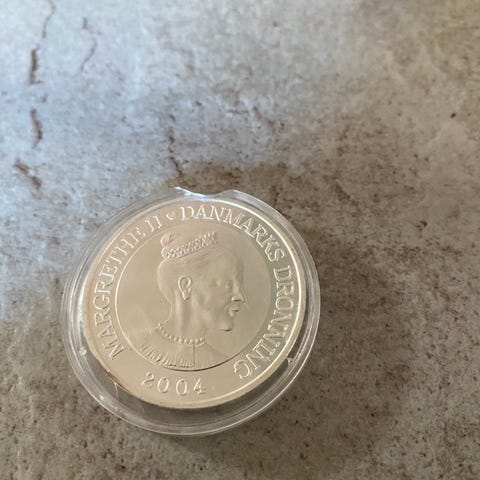 MARGRETHE II ♥ DANMARKS DRONNING
2004